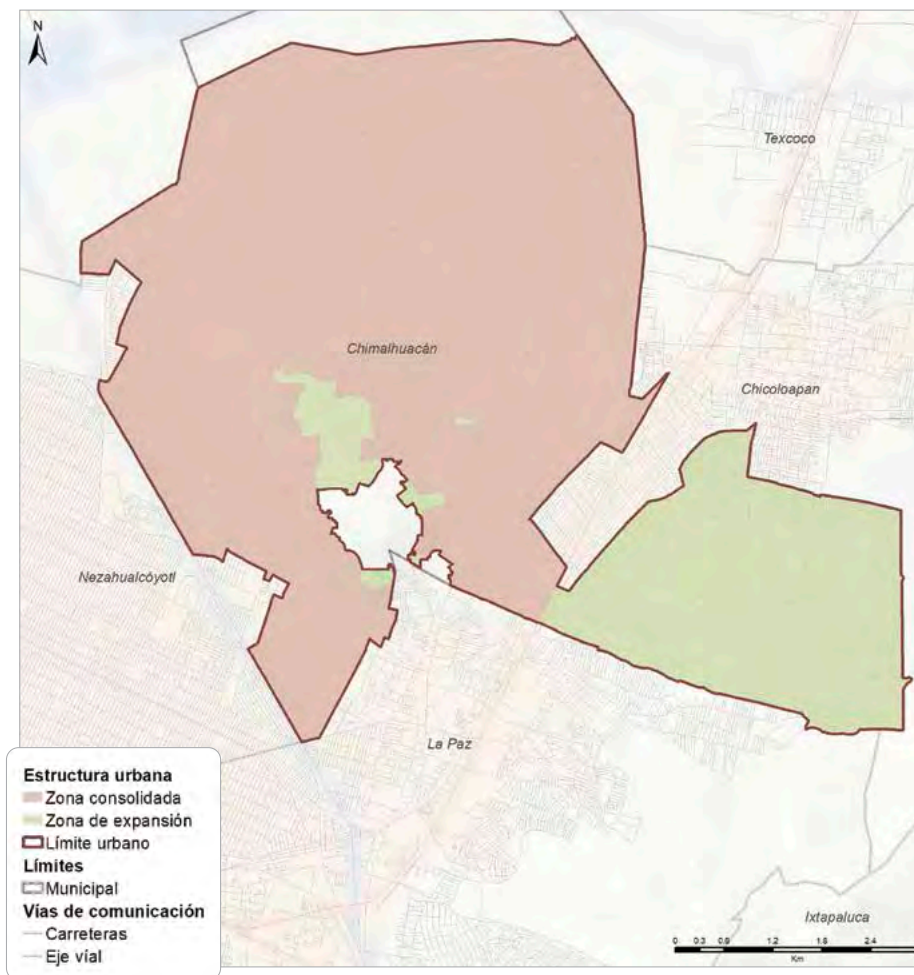 N
Texcoco
Chimalhuacán
Chicoloapan
Nezahualcóyotl
La Paz
Estructura urbana
Zona consolidada
Zona de expansión
Límite urbano
Límites
Municipal
Vías de comunicación
Carreteras
Eje víal
Ixtapaluca
0 0.3 0.6 1.2 1.8 2.4
Km